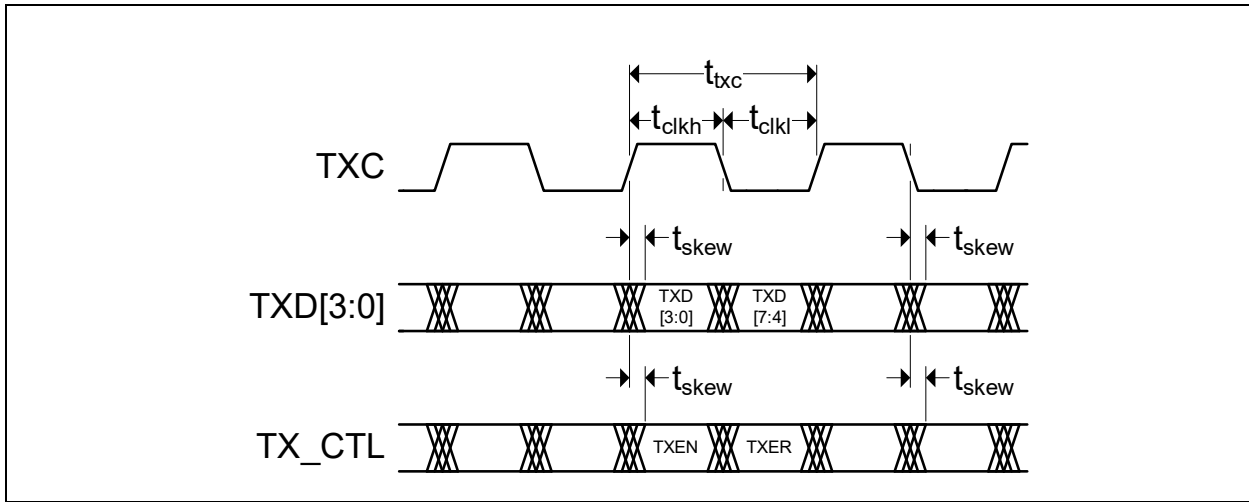 ttxc
tclkh tclkl
TXC
tskew tskew
TXD[3:0] TXD TXD
[3:0] [7:4]
tskew tskew
TX_CTL TXEN TXER